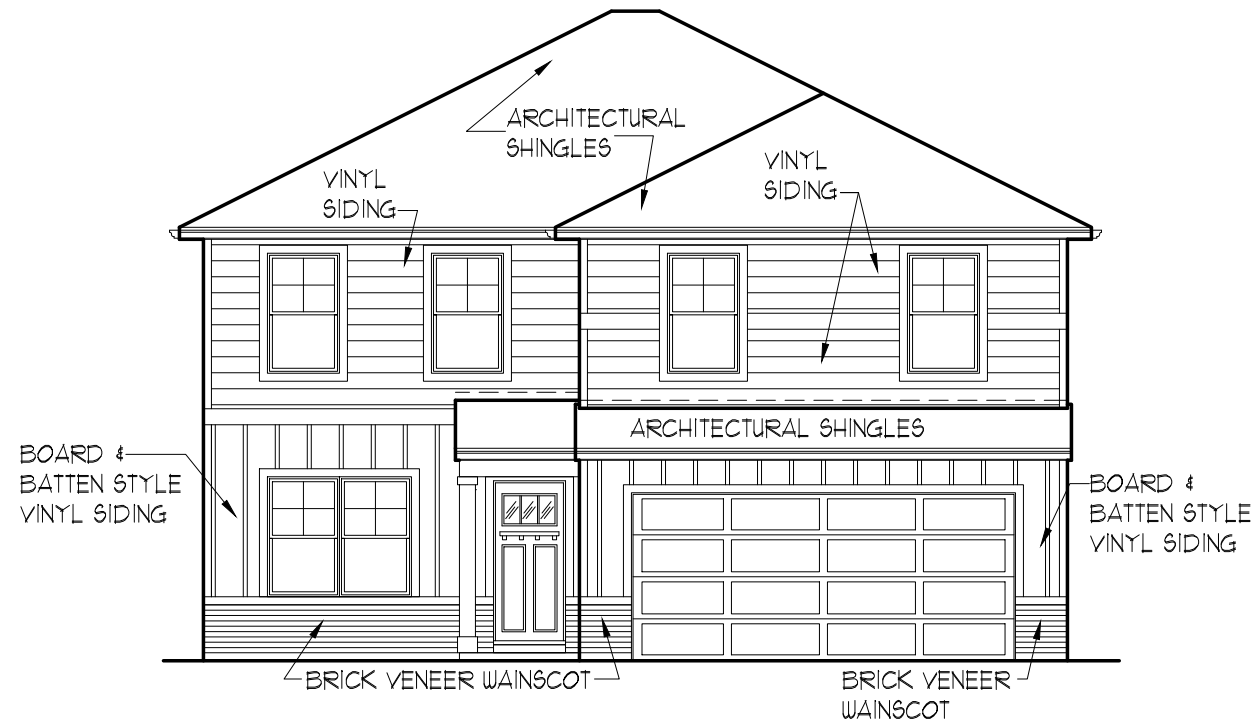 ARCHITECTURAL
SHINGLES
VINYL
SIDING
VINYL
SIDING
ARCHITECTURAL SHINGLES
BOARD &
BATTEN STYLE
VINYL SIDING
BOARD &
BATTEN STYLE
VINYL SIDING
BRICK VENEER WAINSCOT
BRICK VENEER
WAINSCOT